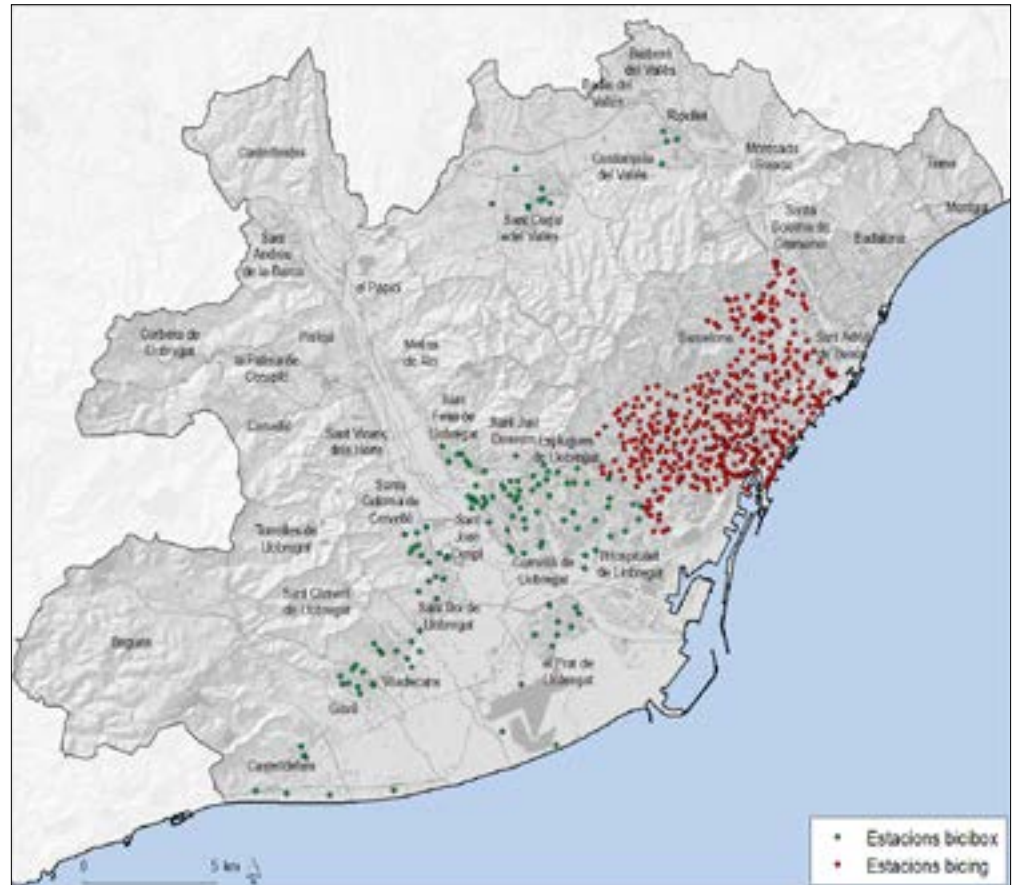 Barberà
del Vallès
Badia del
Vallès
Ripollet
Castellbisbal
Cerdanyola
del Vallès
Montcada
i Reixac
Tiana
Montgat
Sant Cugat
del Vallès
Santa
Coloma de
Gramenet
Badalona
Sant
Andreu
de la Barca
el Papiol
Corbera de
Llobregat
Pallejà
la Palma de
Cervelló
Molins
de Rei
Barcelona
Sant Adrià
de Besòs
Cervelló
Sant Vicenç
dels Horts
Sant
Feliu de
Llobregat
Sant Just
Desvern
Esplugues
de Llobregat
Santa
Coloma de
Cervelló
Torrelles de
Llobregat
Sant
Joan
Despí
Cornellà de
Llobregat
l'Hospitalet
de Llobregat
Sant Climent
de Llobregat
Sant Boi de
Llobregat
Begues
el Prat de
Llobregat
Viladecans
Gavà
Castelldefels
0 5 km
Estacions bicibox
Estacions bicing